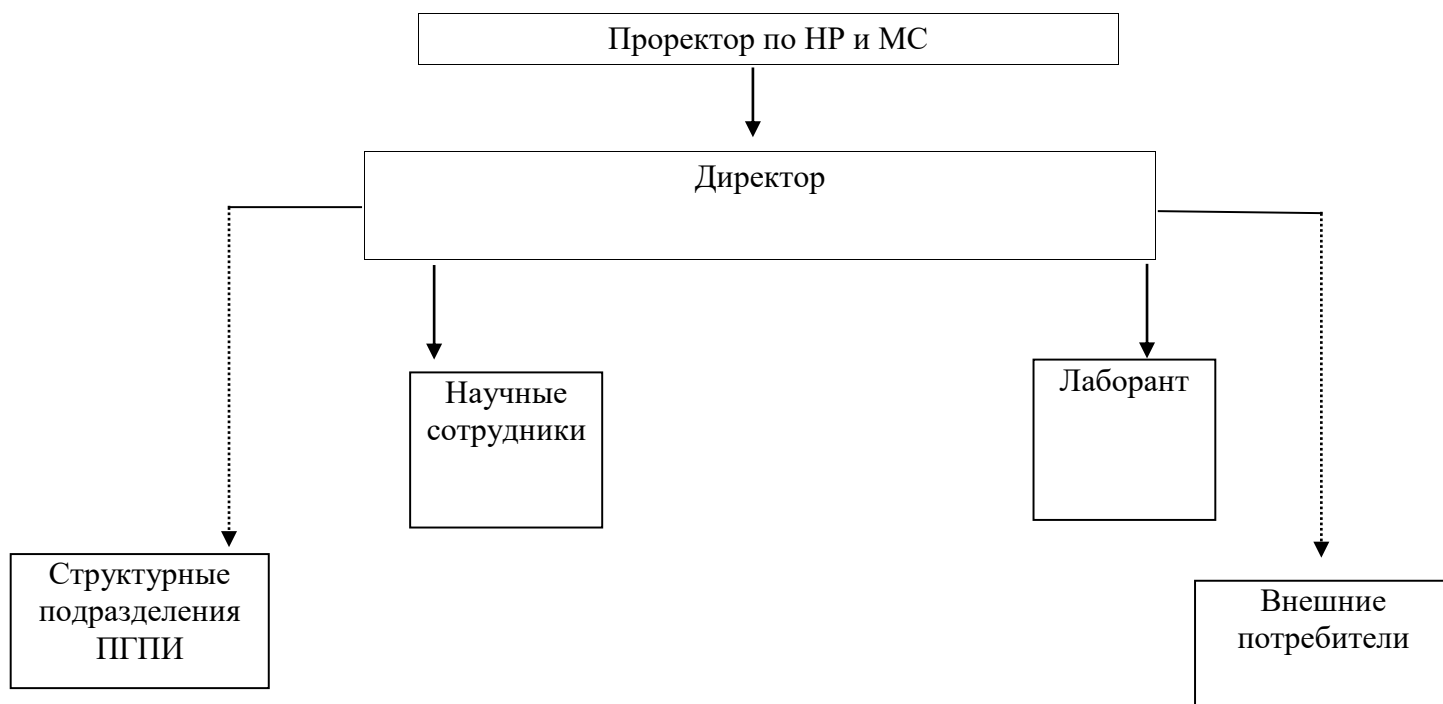 Проректор по НР и МС
Директор
Научные
сотрудники
Лаборант
Структурные
подразделения
ПГПИ
Внешние
потребители